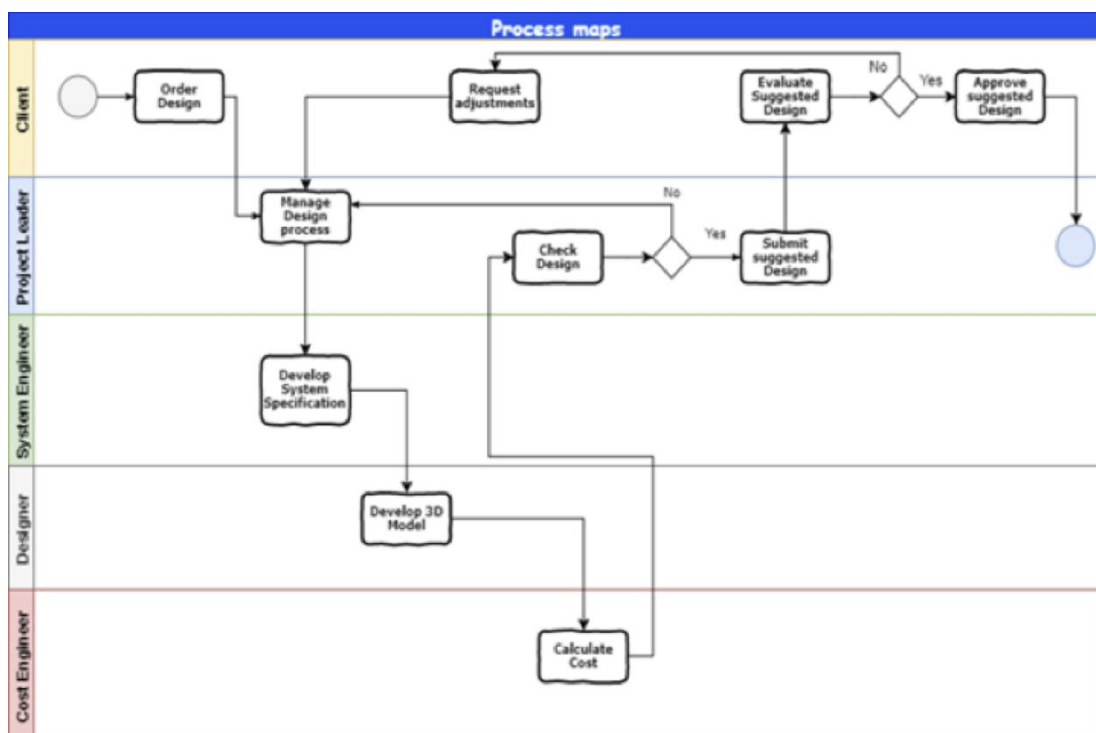 Process maps
Client
Order
Design
Request
adjustments
Evaluate
Suggested
Design
No
Yes
Approve
suggested
Design
Project Leader
Manage
Design
process
Check
Design
No
Yes
Submit
suggested
Design
System Engineer
Develop
System
Specification
Designer
Develop 3D
Model
Cost Engineer
Calculate
Cost